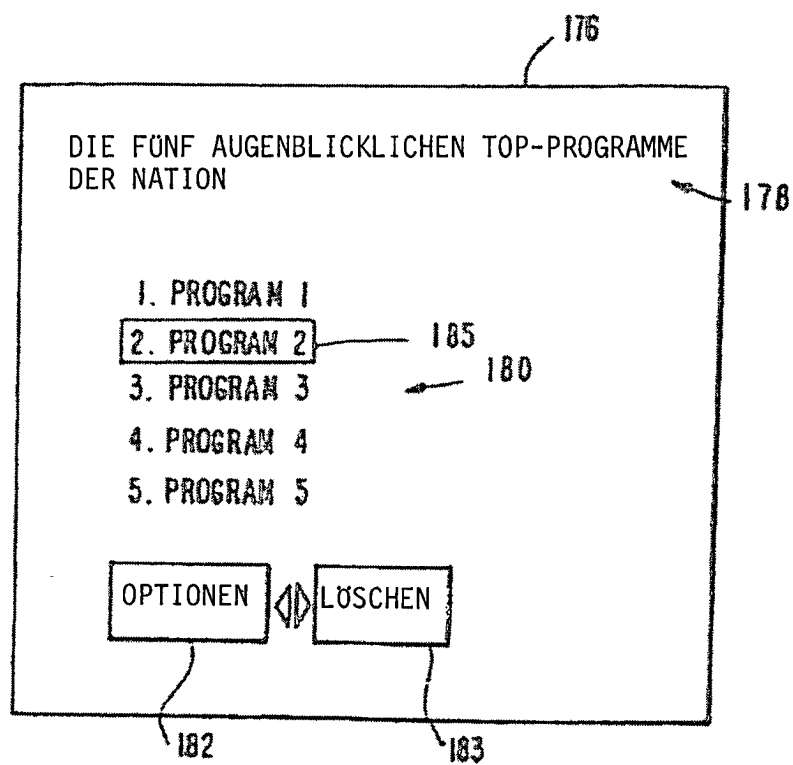 176
DIE FÜNF AUGENBLICKLICHEN TOP-PROGRAMME
DER NATION
178
1. PROGRAM 1
2. PROGRAM 2
185
3. PROGRAM 3
180
4. PROGRAM 4
5. PROGRAM 5
OPTIONEN LÖSCHEN
182 183